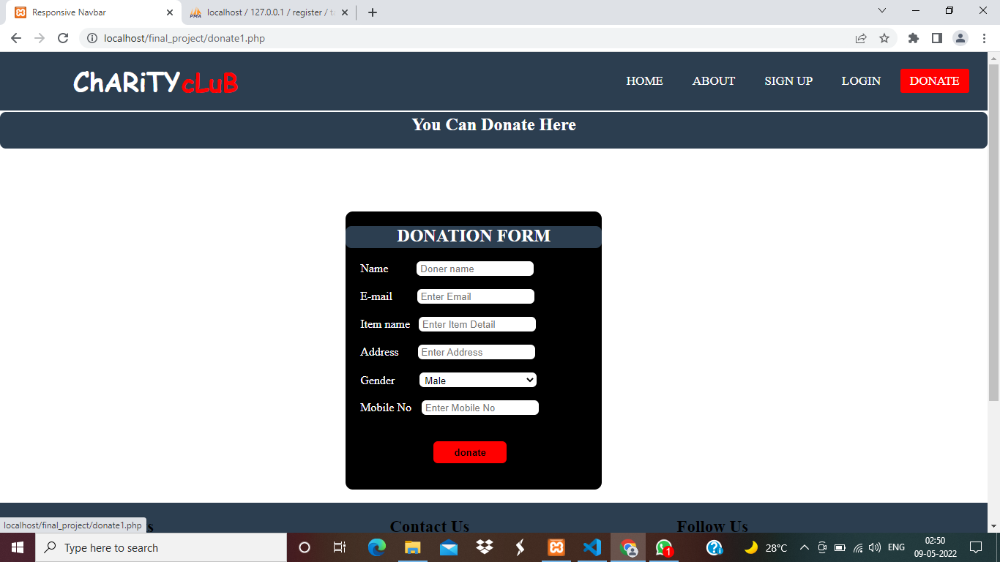 Responsive Navbar
localhost / 127.0.0.1 / register / ta
localhost/final_project/donate1.php
ChARiTY cLuB
HOME ABOUT SIGN UP LOGIN DONATE
You Can Donate Here
DONATION FORM
Name Doner name
E-mail Enter Email
Item name Enter Item Detail
Address Enter Address
Gender Male
Mobile No Enter Mobile No
donate
localhost/final_project/donate1.php
Contact Us Follow Us
Type here to search
1
28°C
ENG
02:50
09-05-2022